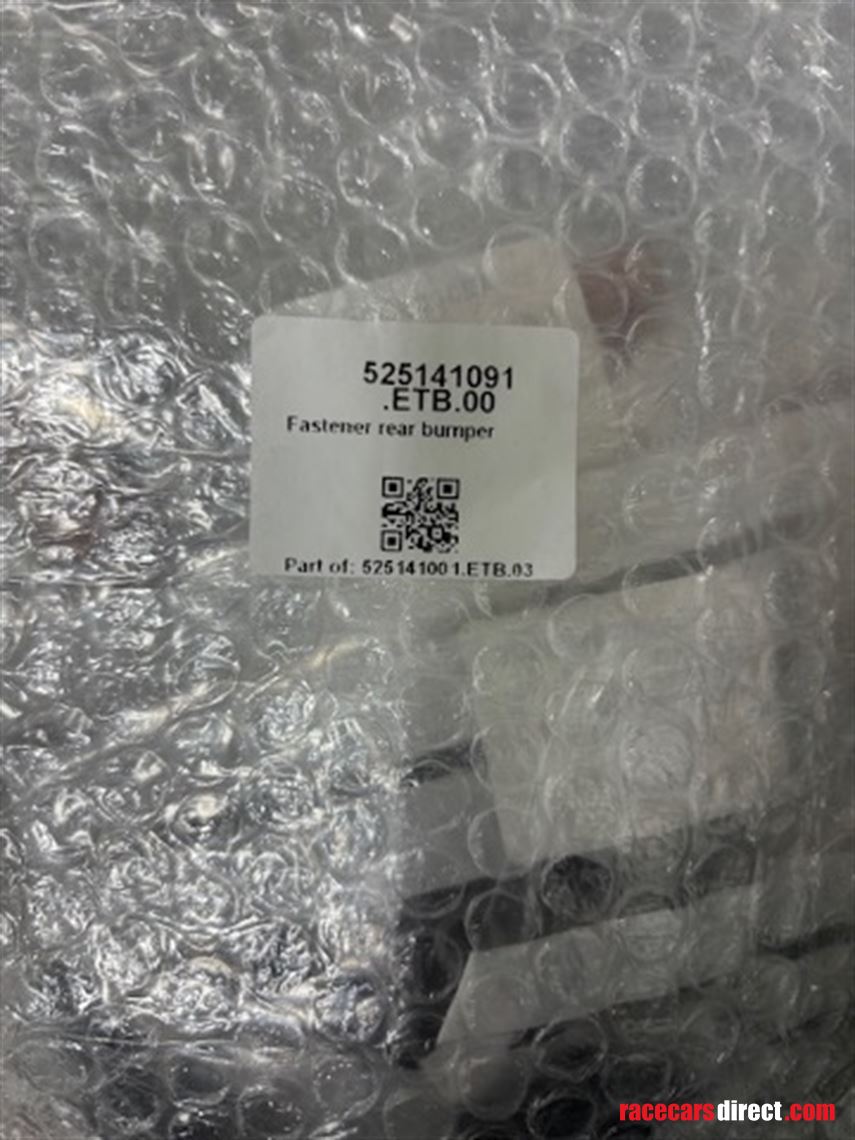 525141091
.ETB.00
Fastener rear bumper
Part of: 525141001.ETB.03
racecarsdirect.com